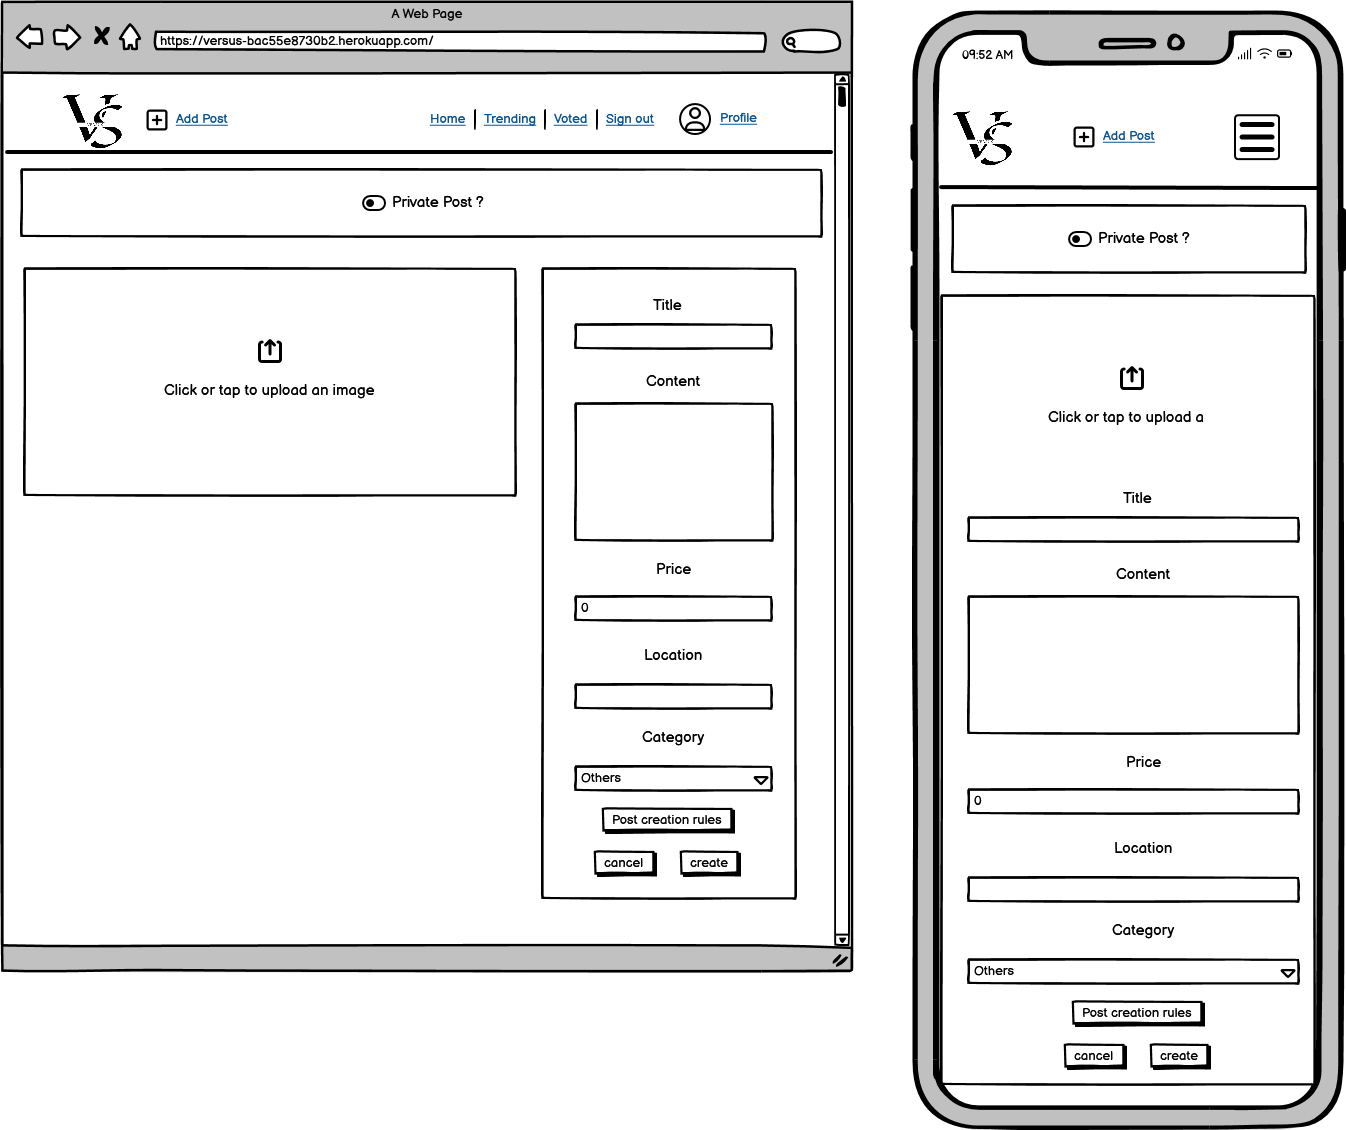 A Web Page
https://versus-bac55e8730b2.herokuapp.com/
VS
Add Post
Home
Trending
Voted
Sign out
Profile
Private Post ?
Click or tap to upload an image
Title
Content
Price
0
Location
Category
Others
Post creation rules
cancel
create
09:52 AM
VS
Add Post
Private Post ?
Click or tap to upload a
Title
Content
Price
0
Location
Category
Others
Post creation rules
cancel
create